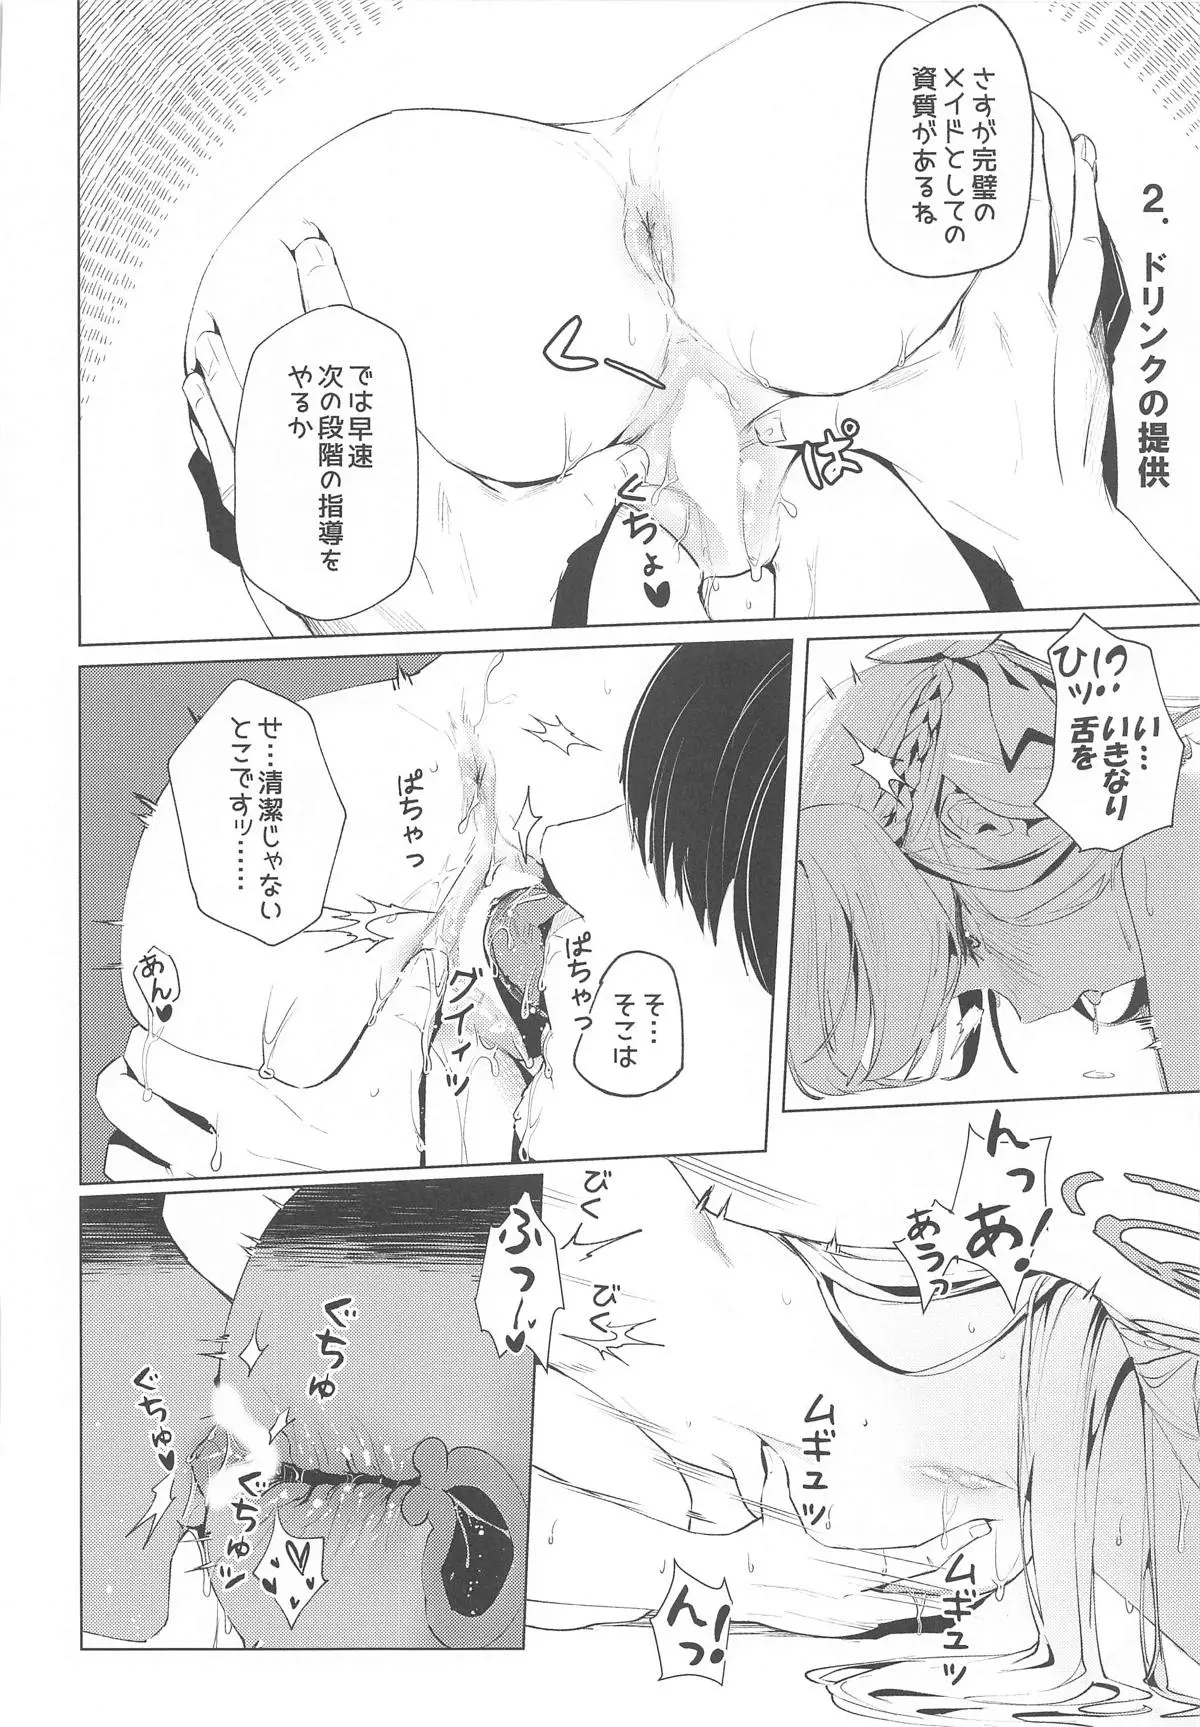 2. ドリンクの提供
さすが完璧の
メイドとしての
資質があるね
では早速
次の段階の指導を
やるか
くぱぁ
くちょ♥
ひッ!?
い…
いきなり
舌を
そ…
そこは
せ…清潔じゃない
とこですッ……
ぱちゃっ
ぱちゃっ
グイィッ
あん♥
んっあ!
あうっ
びく
びく
ムギュッ
ムギュッ
んっ!
ふっ～♥
ぐちゅ
ぐちゅ♥
ぐちゅッ